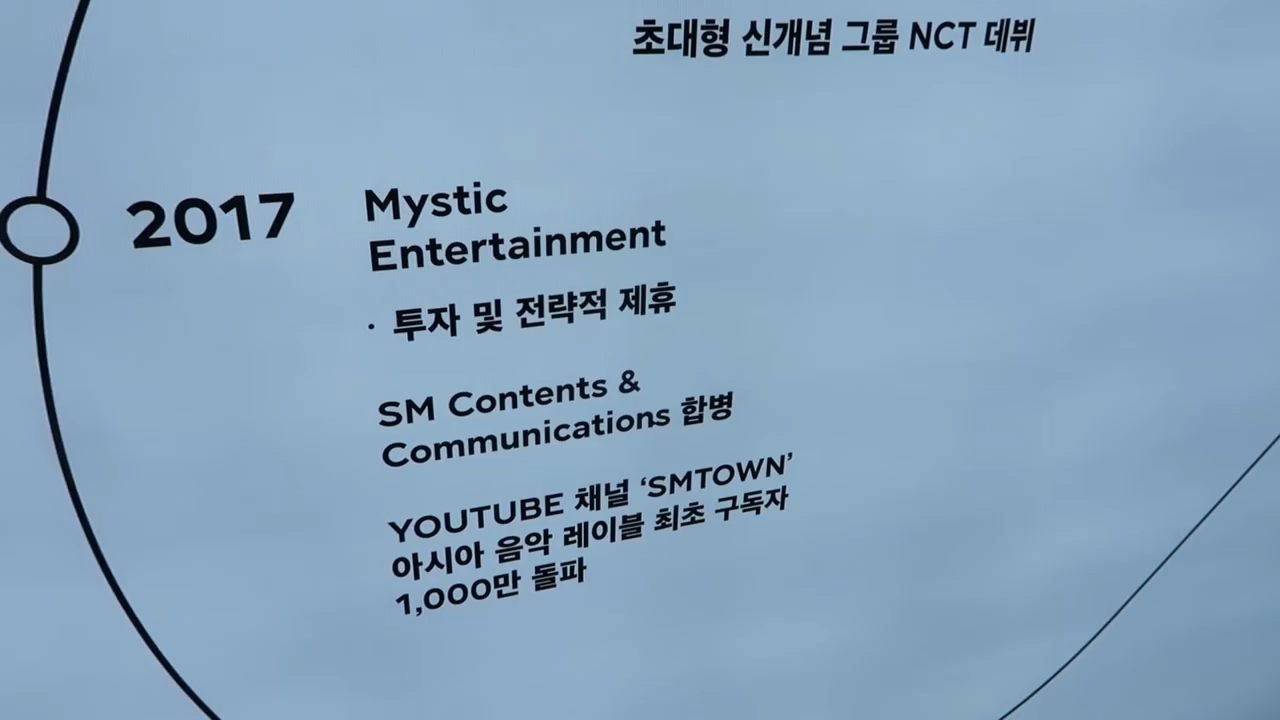 초대형 신개념 그룹 NCT 데뷔
2017
Mystic
Entertainment
· 투자 및 전략적 제휴
SM Contents &
Communications 합병
YOUTUBE 채널 ‘SMTOWN’
아시아 음악 레이블 최초 구독자
1,000만 돌파